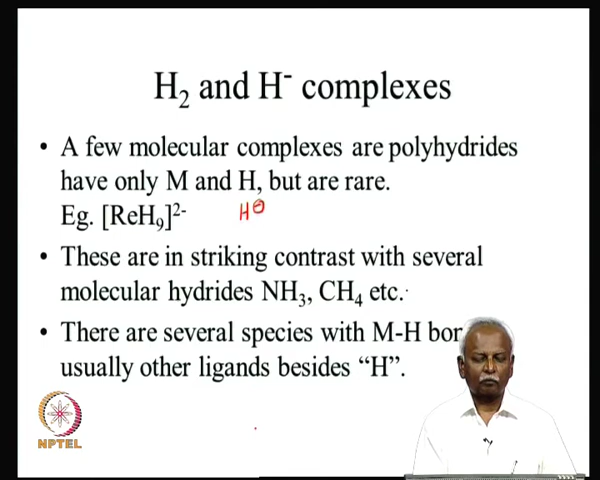 H₂ and H⁻ complexes
• A few molecular complexes are polyhydrides
have only M and H, but are rare.
Eg. [ReH₉]²⁻ H⊖
• These are in striking contrast with several
molecular hydrides NH₃, CH₄ etc.
• There are several species with M-H
usually other ligands besides “H”.
NPTEL